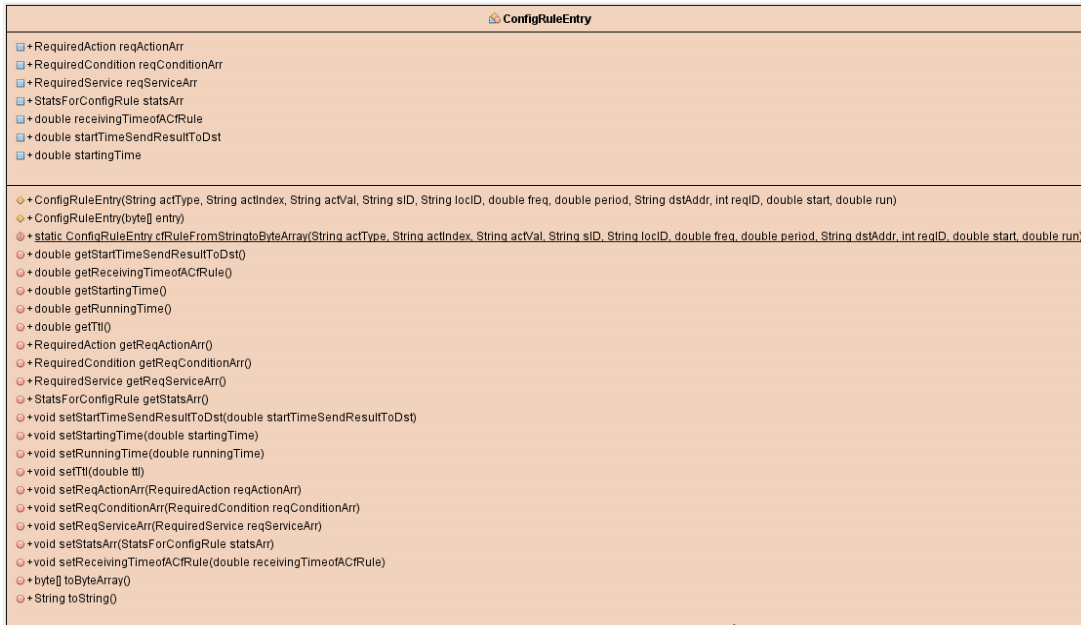 ConfigRuleEntry
+RequiredAction reqActionArr
+RequiredCondition reqConditionArr
+RequiredService reqServiceArr
+StatsForConfigRule statsArr
+double receivingTimeofACfRule
+double startTimeSendResultToDst
+double startingTime
+ConfigRuleEntry(String actType, String actIndex, String actVal, String sID, String locID, double freq, double period, String dstAddr, int reqID, double start, double run)
+ConfigRuleEntry(byte[] entry)
+static ConfigRuleEntry cfRuleFromStringtoByteArray(String actType, String actIndex, String actVal, String sID, String locID, double freq, double period, String dstAddr, int reqID, double start, double run)
+double getStartTimeSendResultToDst()
+double getReceivingTimeofACfRule()
+double getStartingTime()
+double getRunningTime()
+double getTtl()
+RequiredAction getReqActionArr()
+RequiredCondition getReqConditionArr()
+RequiredService getReqServiceArr()
+StatsForConfigRule getStatsArr()
+void setStartTimeSendResultToDst(double startTimeSendResultToDst)
+void setStartingTime(double startingTime)
+void setRunningTime(double runningTime)
+void setTtl(double ttl)
+void setReqActionArr(RequiredAction reqActionArr)
+void setReqConditionArr(RequiredCondition reqConditionArr)
+void setReqServiceArr(RequiredService reqServiceArr)
+void setStatsArr(StatsForConfigRule statsArr)
+void setReceivingTimeofACfRule(double receivingTimeofACfRule)
+byte[] toByteArray()
+String toString()